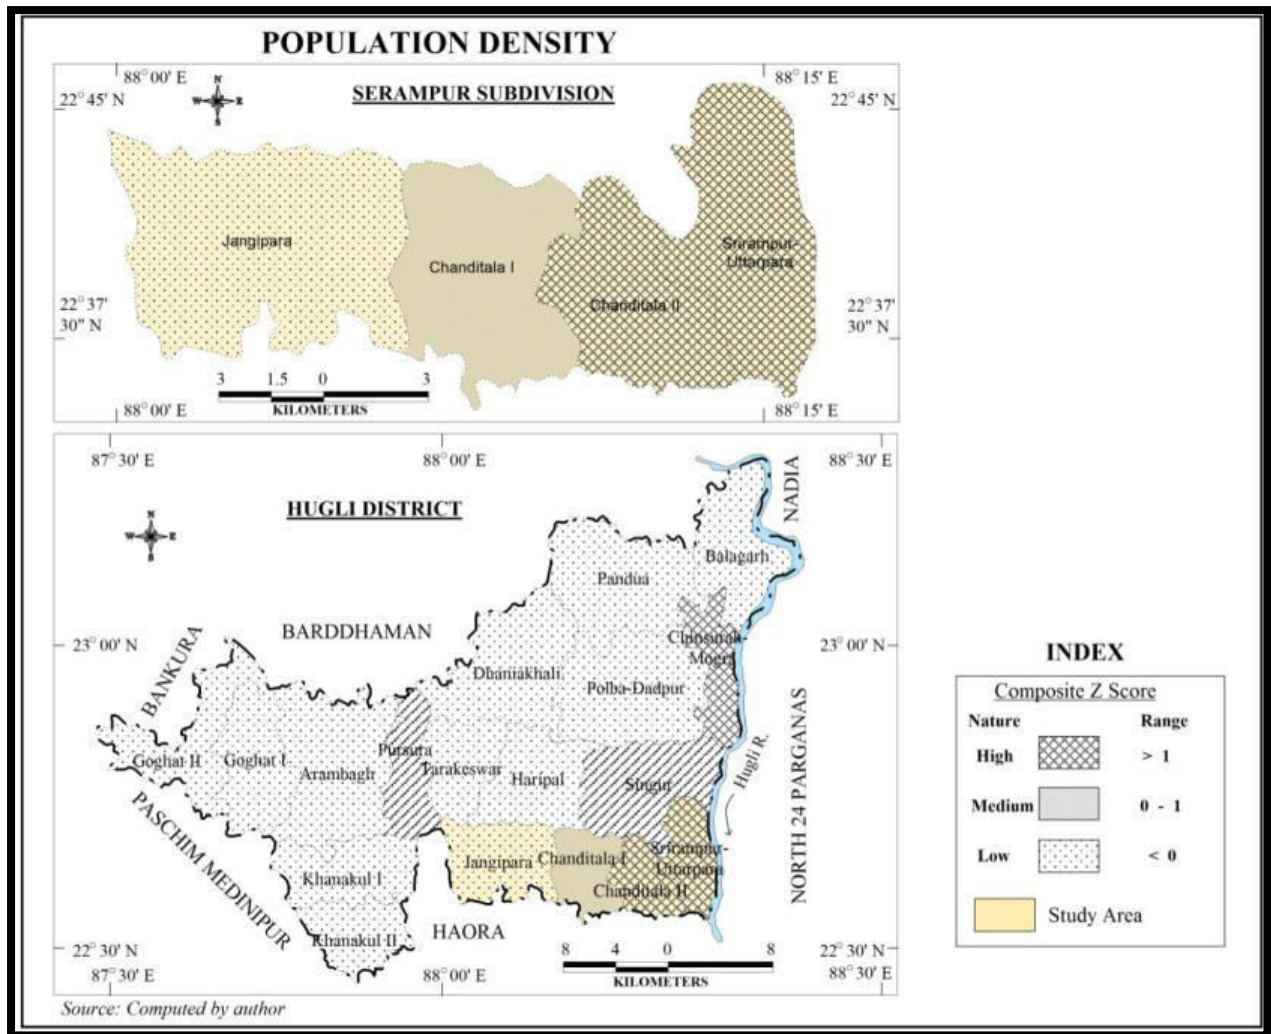 POPULATION DENSITY
88° 00' E
N
W E
S
SERAMPUR SUBDIVISION
88° 15' E
22° 45' N
22° 45' N
Jangipara
Chanditala I
Srirampur-
Uttarpara
Chanditala II
22° 37'
30" N
22° 37'
30" N
3 1.5 0 3
KILOMETERS
88° 00' E
88° 15' E
87° 30' E
88° 00' E
88° 30' E
HUGLI DISTRICT
N
W E
S
NADIA
Balagarh
Pandua
BARDDHAMAN
BANKURA
23° 00' N
23° 00' N
Chinsurah-
Mogra
Dhaniakhali
Polba-Dadpur
Goghat II
Goghat I
Arambagh
Pursura
Tarakeswar
Haripal
Singur
Hugli R.
NORTH 24 PARGANAS
PASCHIM MEDINIPUR
Jangipara
Chanditala I
Srirampur-
Uttarpara
Chanditala II
Khanakul I
Khanakul II
HAORA
22° 30' N
87° 30' E
88° 00' E
8 4 0 8
KILOMETERS
22° 30' N
88° 30' E
Source: Computed by author
INDEX
Composite Z Score
Nature Range
High > 1
Medium 0 - 1
Low < 0
Study Area